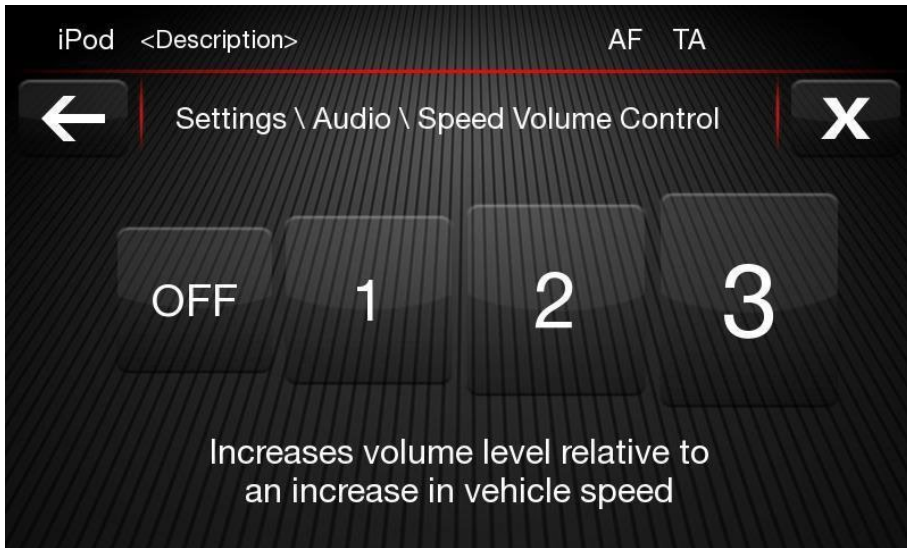 iPod <Description> AF TA
Settings \ Audio \ Speed Volume Control X
OFF 1 2 3
Increases volume level relative to
an increase in vehicle speed